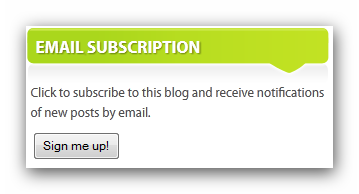 EMAIL SUBSCRIPTION
Click to subscribe to this blog and receive notifications
of new posts by email.
Sign me up!